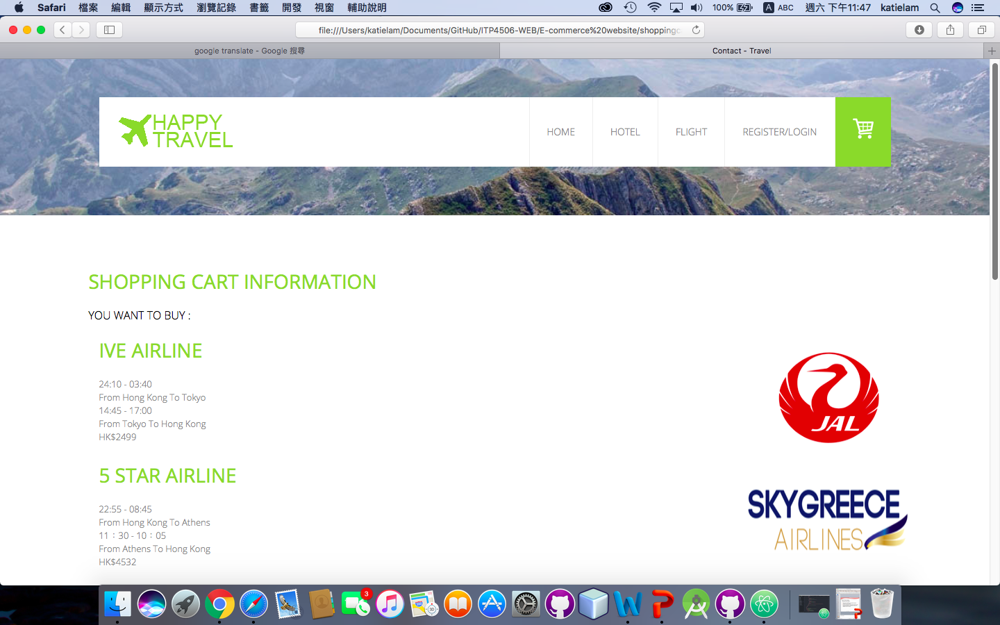 Safari 檔案 編輯 顯示方式 瀏覽記錄 書籤 開發 視窗 輔助說明 100% A ABC 週六 下午11:47 katielam
file:///Users/katielam/Documents/GitHub/ITP4506-WEB/E-commerce%20website/shoppingc
google translate - Google 搜尋
Contact - Travel
HAPPY
TRAVEL
HOME HOTEL FLIGHT REGISTER/LOGIN
SHOPPING CART INFORMATION
YOU WANT TO BUY :
IVE AIRLINE
24:10 - 03:40
From Hong Kong To Tokyo
14:45 - 17:00
From Tokyo To Hong Kong
HK$2499
JAL
5 STAR AIRLINE
22:55 - 08:45
From Hong Kong To Athens
11：30 - 10：05
From Athens To Hong Kong
HK$4532
SKYGREECE
AIRLINES
3